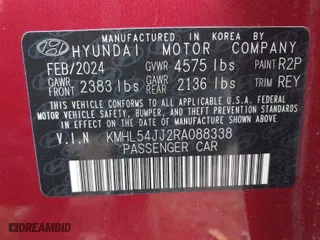 MANUFACTURED IN KOREA BY
HYUNDAI MOTOR COMPANY
FEB/2024 GVWR 4575 lbs PAINT R2P
GAWR FRONT 2383 lbs GAWR REAR 2136 lbs TRIM REY
THIS VEHICLE CONFORMS TO ALL APPLICABLE FEDERAL MOTOR
VEHICLE SAFETY, BUMPER, AND THEFT PREVENTION STANDARDS
IN EFFECT ON THE DATE OF MANUFACTURE SHOWN ABOVE.
V.I.N KMHL54JJ2RA088338
PASSENGER CAR
DREAMBID